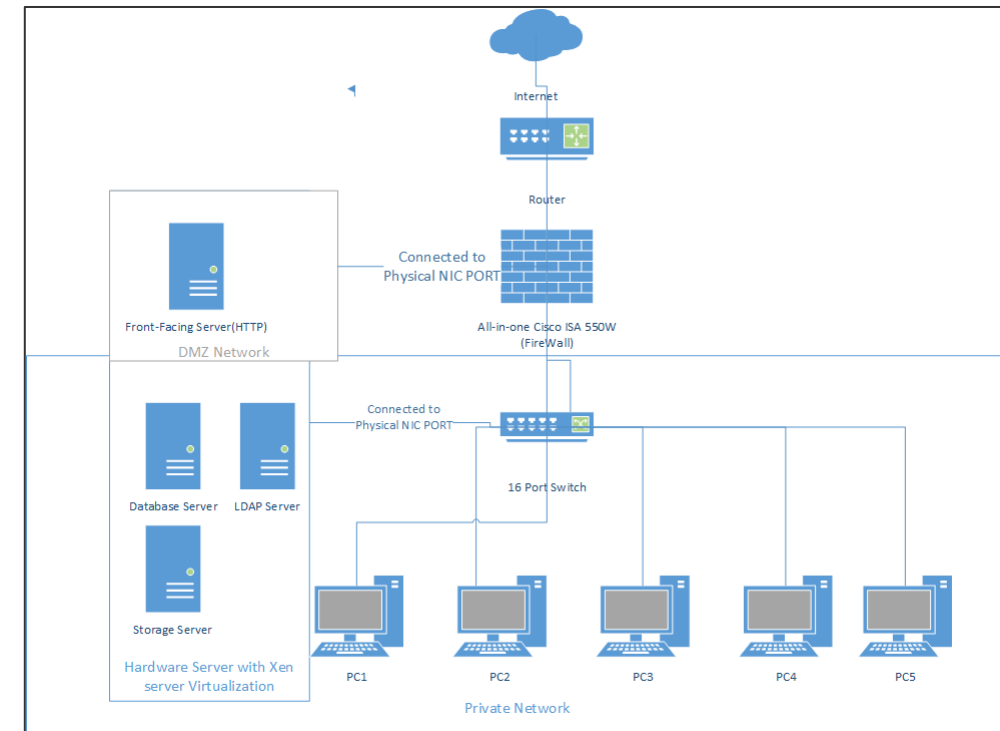 Internet
Router
Connected to
Physical NIC PORT
Front-Facing Server(HTTP)
All-in-one Cisco ISA 550W
(FireWall)
DMZ Network
Connected to
Physical NIC PORT
16 Port Switch
Database Server
LDAP Server
Storage Server
Hardware Server with Xen
server Virtualization
PC1
PC2
PC3
PC4
PC5
Private Network